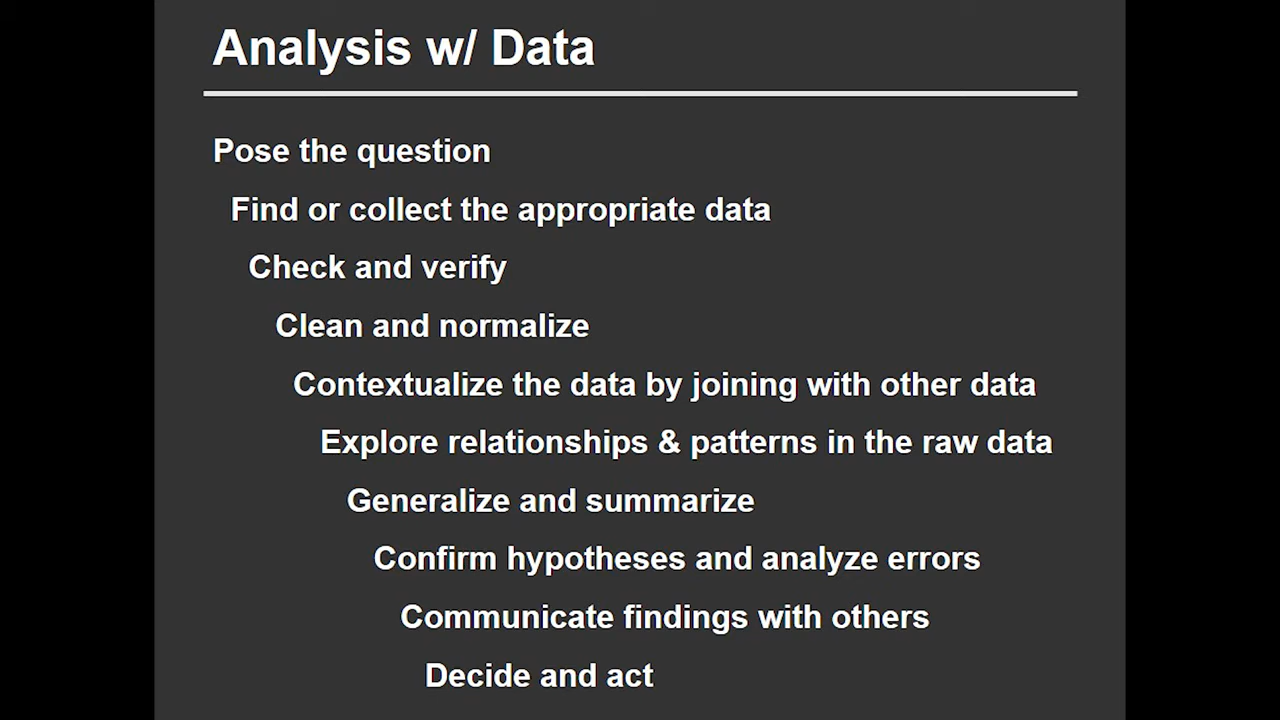 Analysis w/ Data
Pose the question
Find or collect the appropriate data
Check and verify
Clean and normalize
Contextualize the data by joining with other data
Explore relationships & patterns in the raw data
Generalize and summarize
Confirm hypotheses and analyze errors
Communicate findings with others
Decide and act